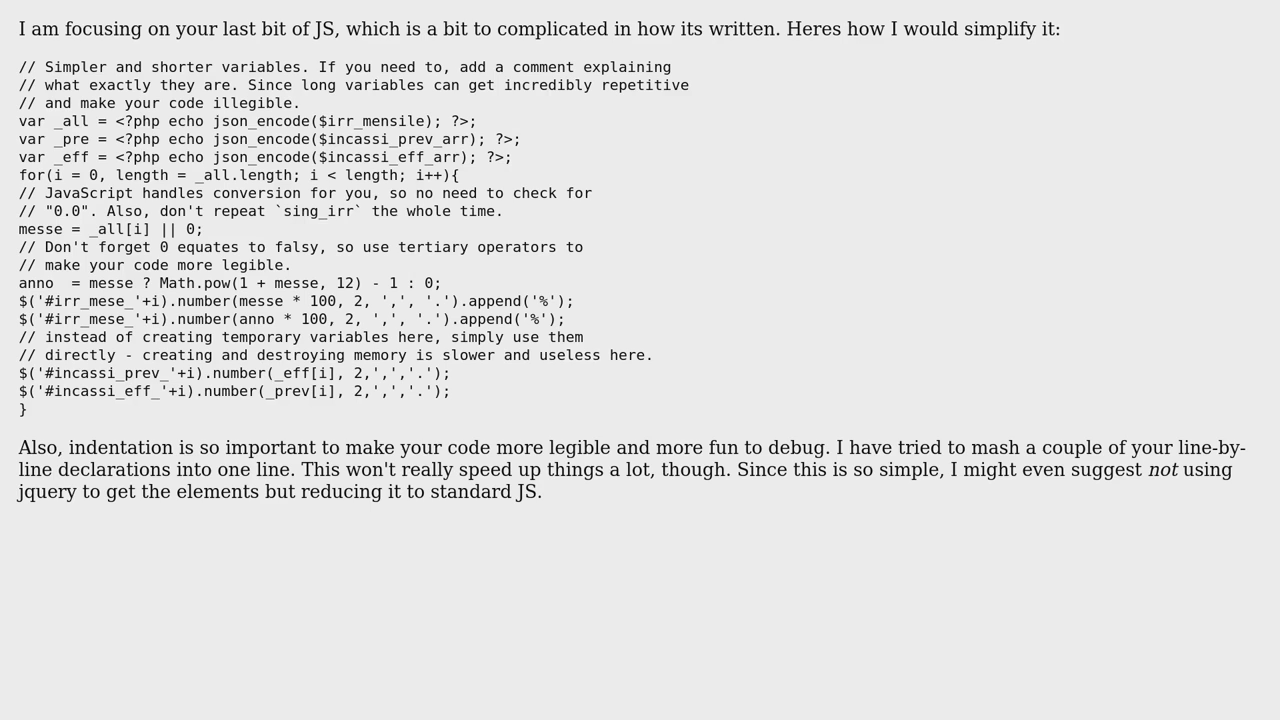 I am focusing on your last bit of JS, which is a bit to complicated in how its written. Heres how I would simplify it:
// Simpler and shorter variables. If you need to, add a comment explaining
// what exactly they are. Since long variables can get incredibly repetitive
// and make your code illegible.
var _all = <?php echo json_encode($irr_mensile); ?>;
var _pre = <?php echo json_encode($incassi_prev_arr); ?>;
var _eff = <?php echo json_encode($incassi_eff_arr); ?>;
for(i = 0, length = _all.length; i < length; i++){
// JavaScript handles conversion for you, so no need to check for
// "0.0". Also, don't repeat `sing_irr` the whole time.
messe = _all[i] || 0;
// Don't forget 0 equates to falsy, so use tertiary operators to
// make your code more legible.
anno  = messe ? Math.pow(1 + messe, 12) - 1 : 0;
$('#irr_mese_'+i).number(messe * 100, 2, ',', '.').append('%');
$('#irr_mese_'+i).number(anno * 100, 2, ',', '.').append('%');
// instead of creating temporary variables here, simply use them
// directly - creating and destroying memory is slower and useless here.
$('#incassi_prev_'+i).number(_eff[i], 2,',','.');
$('#incassi_eff_'+i).number(_prev[i], 2,',','.');
}
Also, indentation is so important to make your code more legible and more fun to debug. I have tried to mash a couple of your line-by-
line declarations into one line. This won't really speed up things a lot, though. Since this is so simple, I might even suggest not using
jquery to get the elements but reducing it to standard JS.